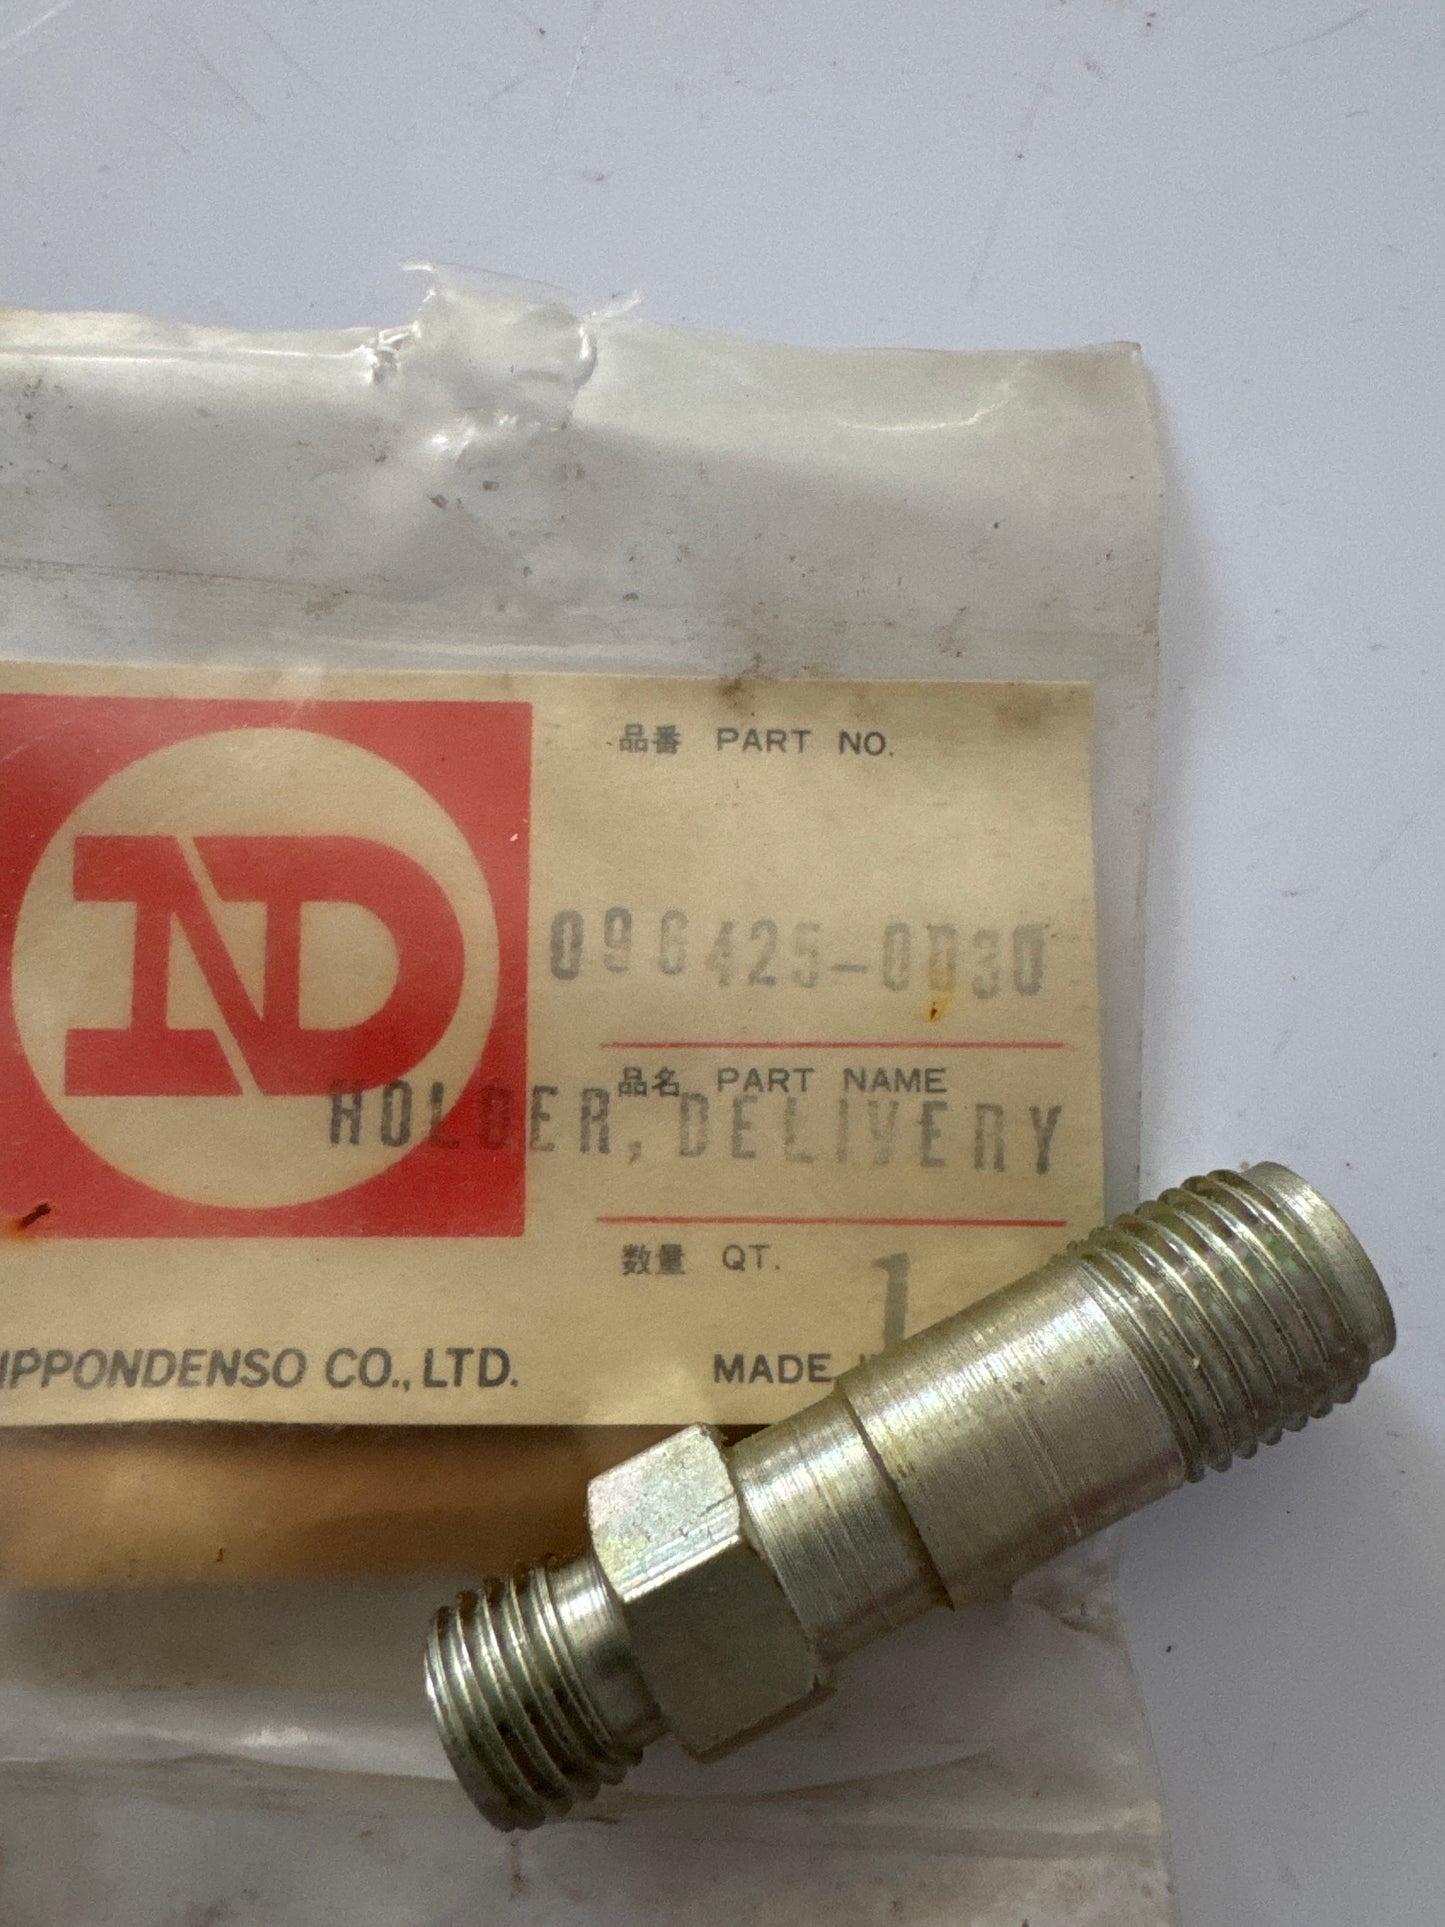 品番 PART NO.
ND
096425-0030
品名 PART NAME
HOLDER, DELIVERY
数量 QT.
1
IPPONDENSO CO., LTD.
MADE